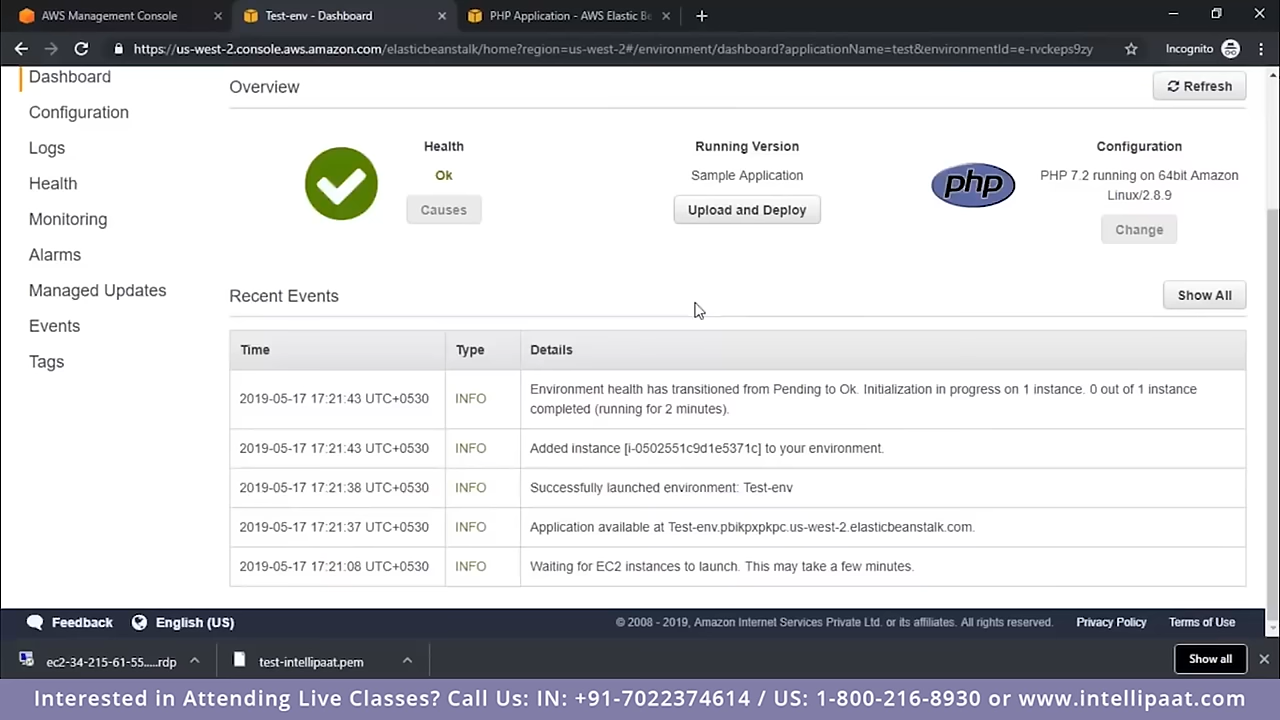 AWS Management Console
Test-env - Dashboard
PHP Application - AWS Elastic Be
https://us-west-2.console.aws.amazon.com/elasticbeanstalk/home?region=us-west-2#/environment/dashboard?applicationName=test&environmentId=e-rvckeps9zy
Incognito
Dashboard
Configuration
Logs
Health
Monitoring
Alarms
Managed Updates
Events
Tags
Overview
Refresh
Health
Ok
Causes
Running Version
Sample Application
Upload and Deploy
php
Configuration
PHP 7.2 running on 64bit Amazon
Linux/2.8.9
Change
Recent Events
Show All
Time Type Details
2019-05-17 17:21:43 UTC+0530 INFO Environment health has transitioned from Pending to Ok. Initialization in progress on 1 instance. 0 out of 1 instance
completed (running for 2 minutes).
2019-05-17 17:21:43 UTC+0530 INFO Added instance [i-0502551c9d1e5371c] to your environment.
2019-05-17 17:21:38 UTC+0530 INFO Successfully launched environment: Test-env
2019-05-17 17:21:37 UTC+0530 INFO Application available at Test-env.pbikpxpkpc.us-west-2.elasticbeanstalk.com.
2019-05-17 17:21:08 UTC+0530 INFO Waiting for EC2 instances to launch. This may take a few minutes.
Feedback English (US) © 2008 - 2019, Amazon Internet Services Private Ltd. or its affiliates. All rights reserved. Privacy Policy Terms of Use
ec2-34-215-61-55.....rdp test-intellipaat.pem Show all
Interested in Attending Live Classes? Call Us: IN: +91-7022374614 / US: 1-800-216-8930 or www.intellipaat.com